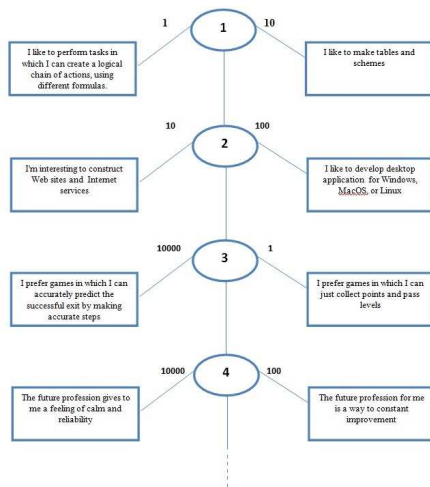 1 1 10
I like to perform tasks in
which I can create a logical
chain of actions, using
different formulas.
I like to make tables and
schemes
10 2 100
I'm interesting to construct
Web sites and Internet
services
I like to develop desktop
application for Windows,
MacOS, or Linux
10000 3 1
I prefer games in which I can
accurately predict the
successful exit by making
accurate steps
I prefer games in which I can
just collect points and pass
levels
10000 4 100
The future profession gives to
me a feeling of calm and
reliability
The future profession for me
is a way to constant
improvement